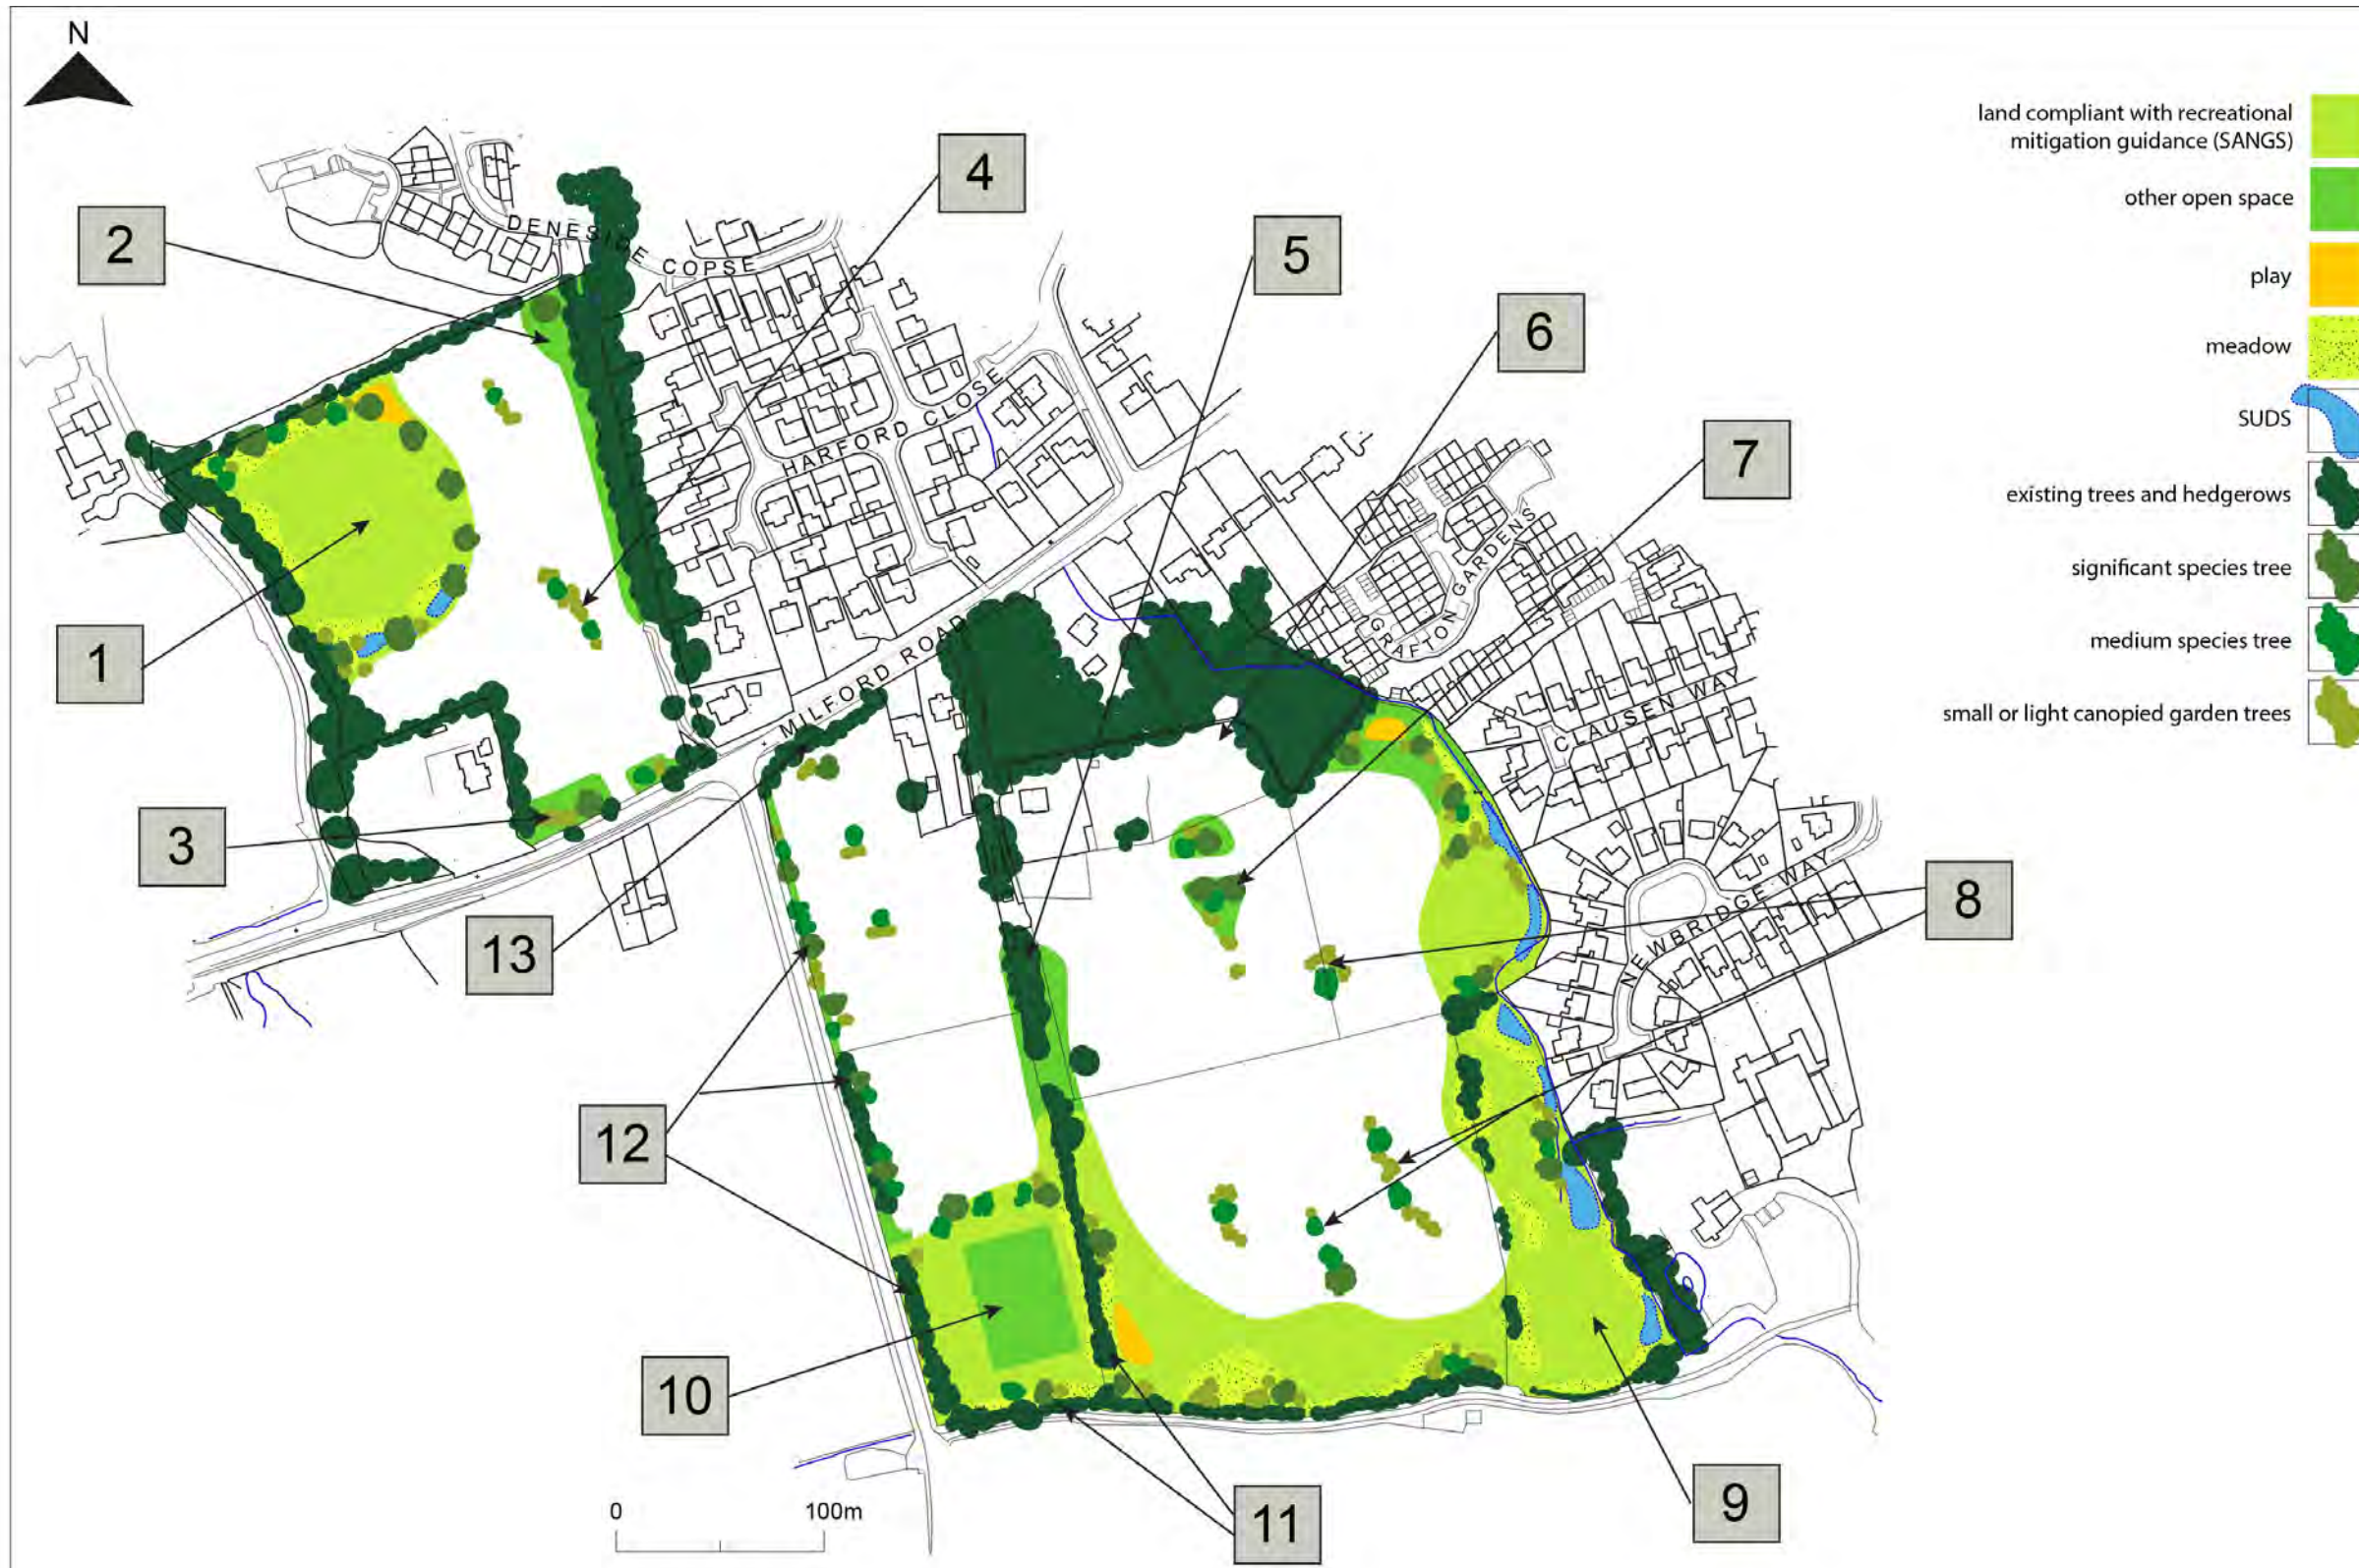 N
land compliant with recreational
mitigation guidance (SANGS)
other open space
play
meadow
SUDS
existing trees and hedgerows
significant species tree
medium species tree
small or light canopied garden trees
4
2
5
6
7
1
3
13
8
12
10
9
11
DENESIDE COPSE
HARFORD CLOSE
MILFORD ROAD
GRAFTON GARDENS
CLAUSEN WAY
NEWBRIDGE WAY
0 100m